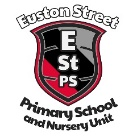 Euston Street
E
St
PS
Primary School
and Nursery Unit